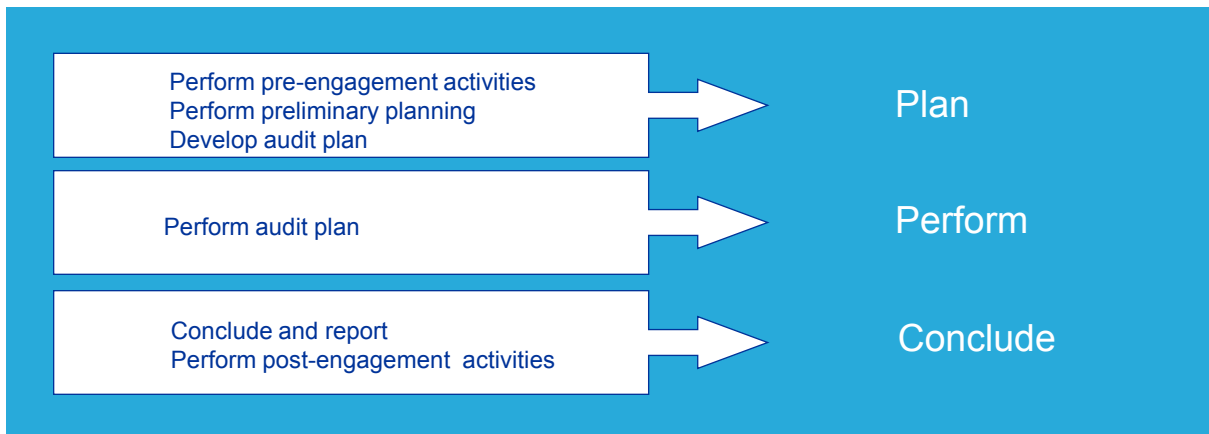 Perform pre-engagement activities
Perform preliminary planning
Develop audit plan
Plan
Perform audit plan
Perform
Conclude and report
Perform post-engagement  activities
Conclude